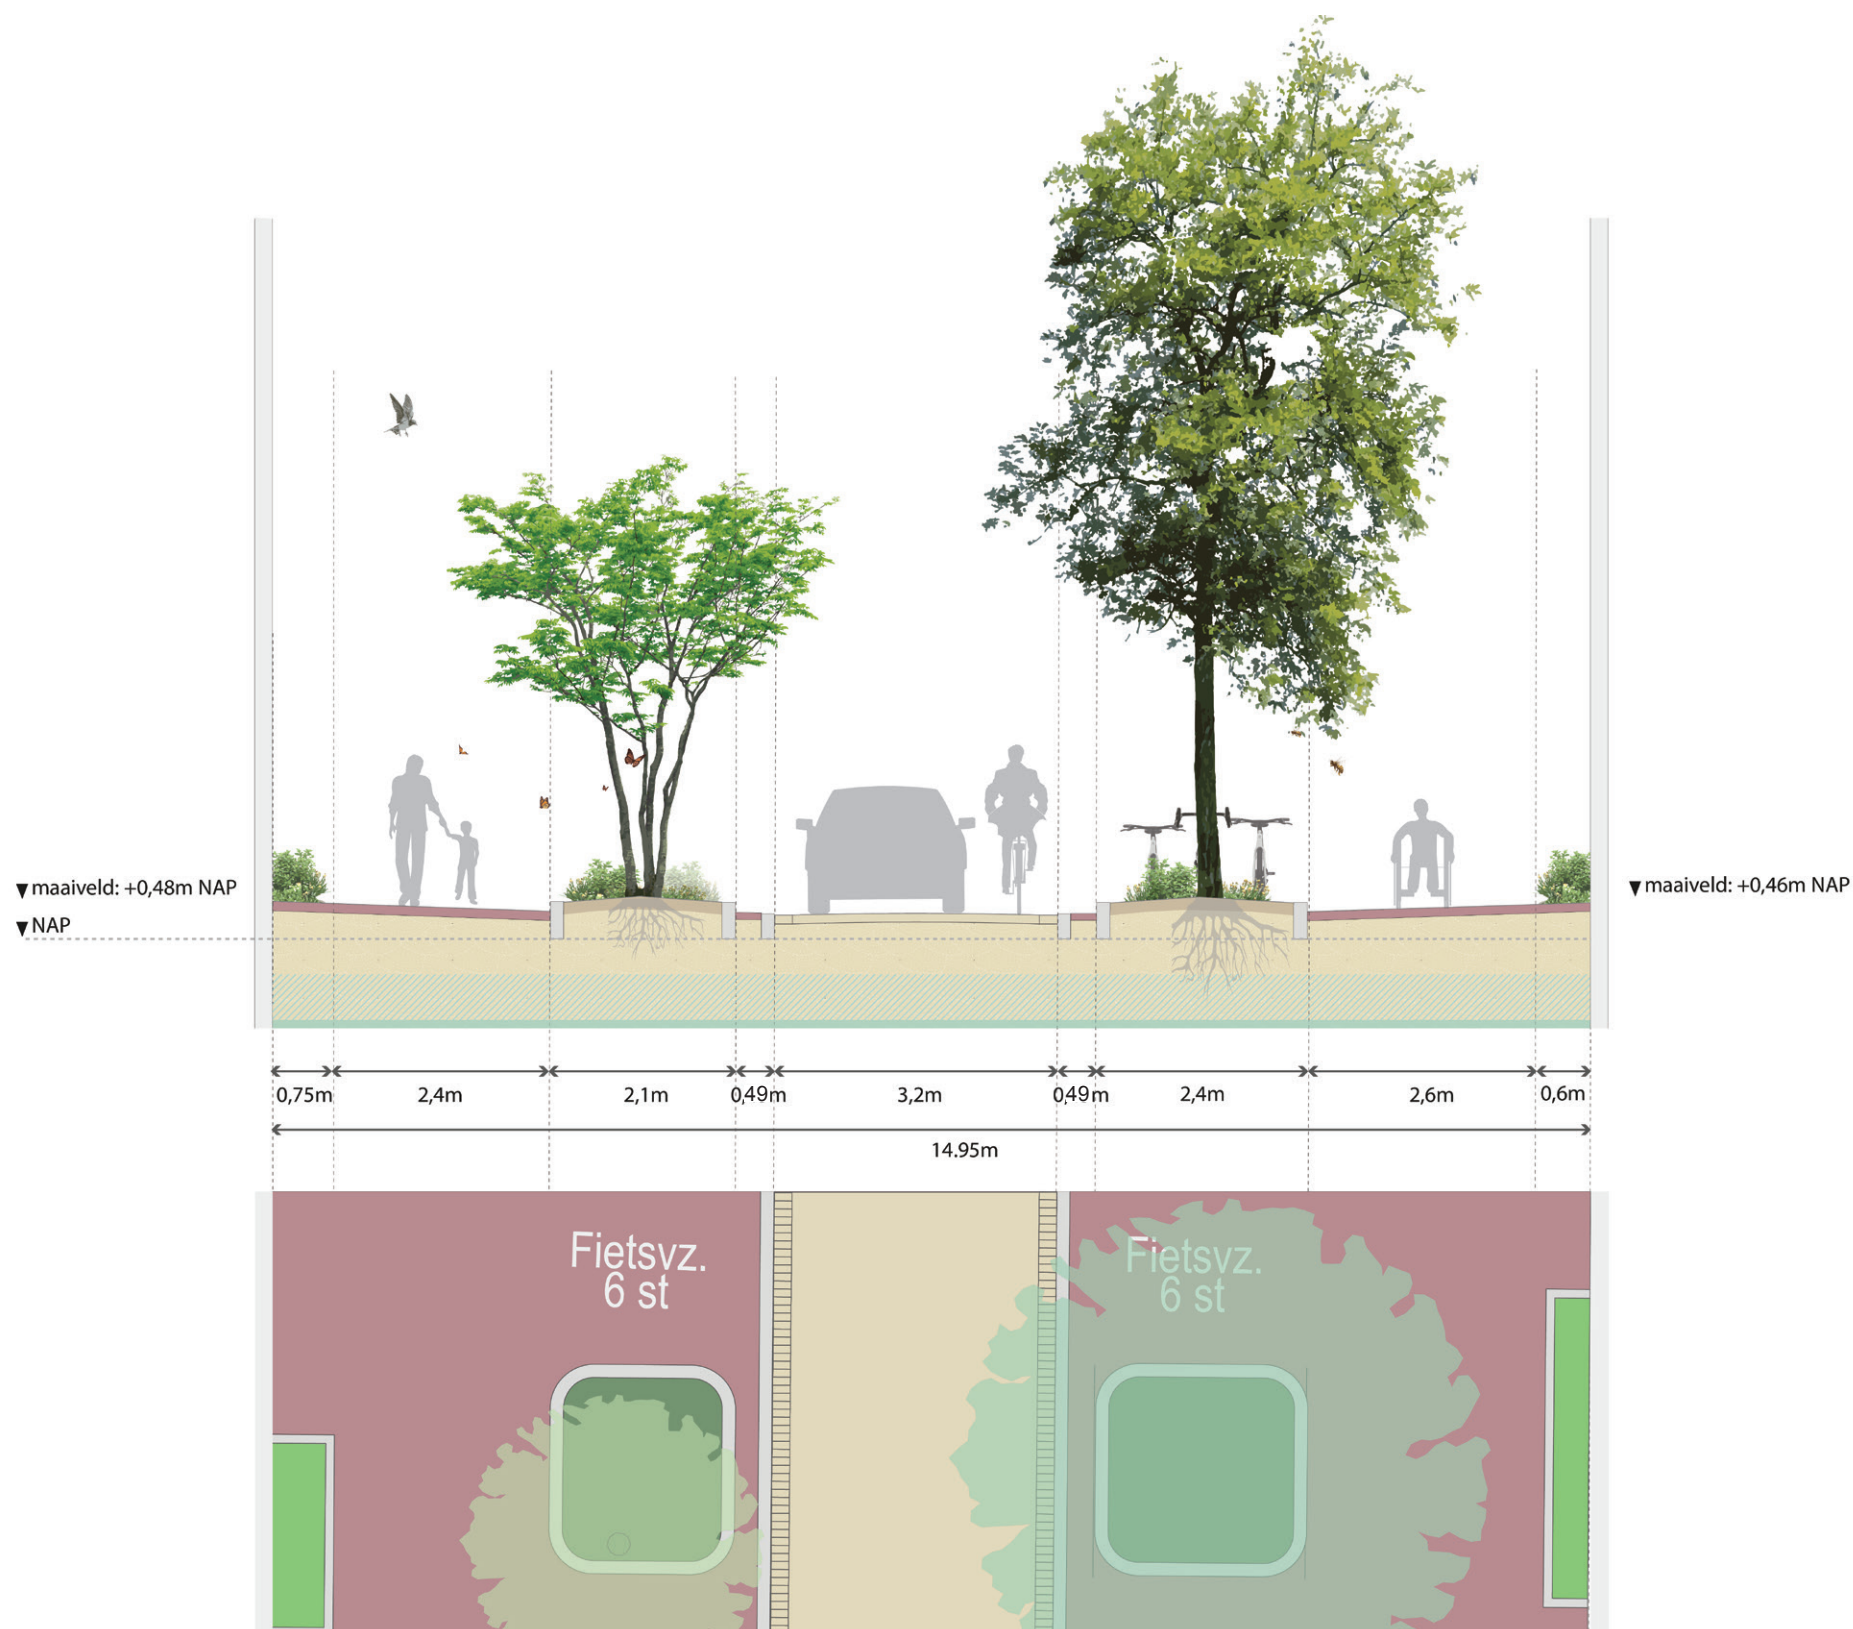 maaiveld: +0,48m NAP
maaiveld: +0,46m NAP
NAP
0,75m
2,4m
2,1m
0,49m
3,2m
0,49m
2,4m
2,6m
0,6m
14.95m
Fietsvz.
6 st
Fietsvz.
6 st